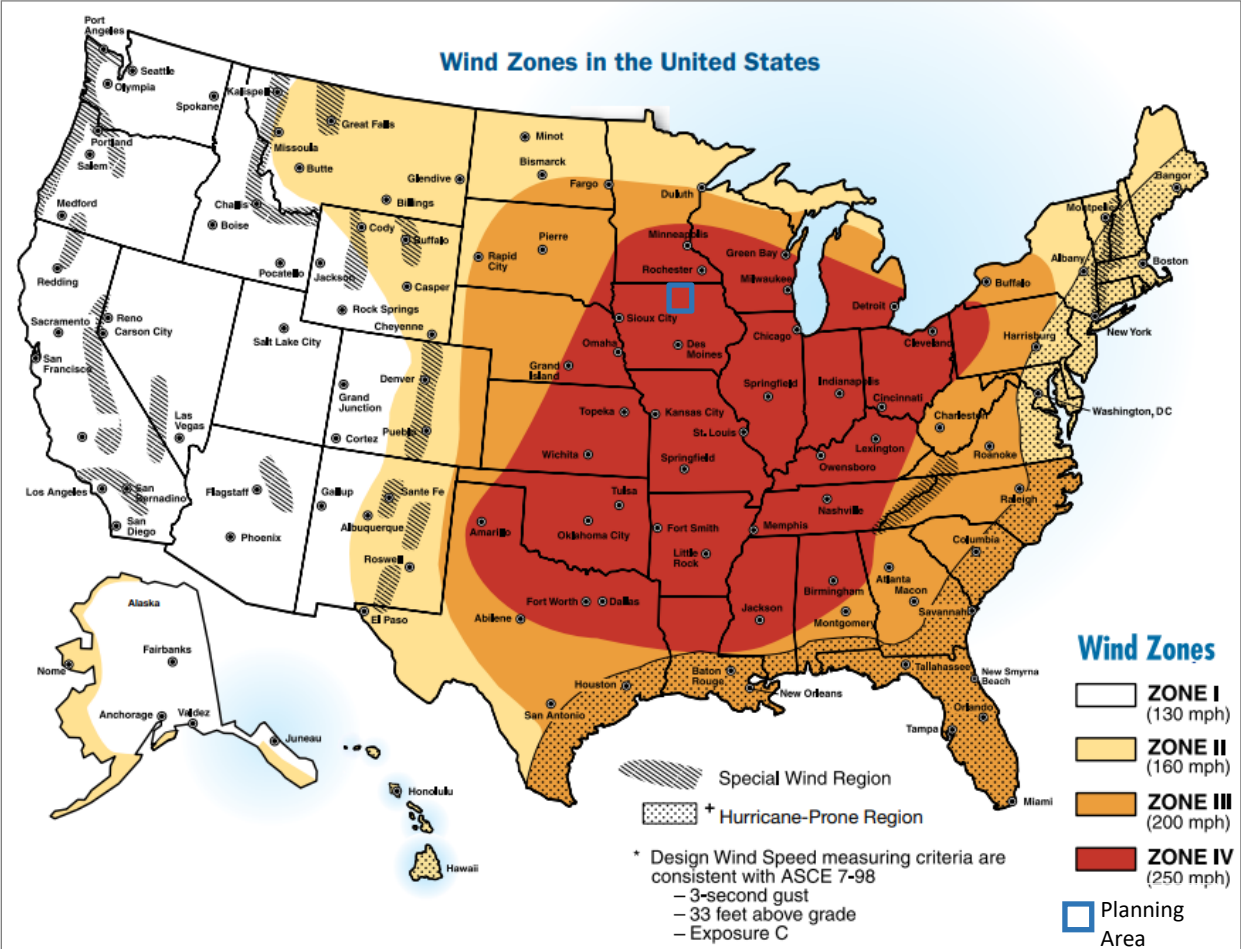 Wind Zones in the United States
Port
Angeles
Seattle
Olympia
Spokane
Kalispell
Great Falls
Minot
Portland
Salem
Missoula
Butte
Bismarck
Glendive
Fargo
Duluth
Bangor
Medford
Challis
Boise
Billings
Cody
Buffalo
Pierre
Rapid
City
Minneapolis
Green Bay
Montpelier
Albany
Boston
Redding
Pocatello
Jackson
Casper
Rochester
Milwaukee
Detroit
Buffalo
Rock Springs
Cheyenne
Sioux City
Sacramento
Reno
Carson City
Salt Lake City
Omaha
Des
Moines
Chicago
Cleveland
Harrisburg
New York
San
Francisco
Grand
Island
Denver
Grand
Junction
Springfield
Indianapolis
Cincinnati
Washington, DC
Las
Vegas
Cortez
Pueblo
Topeka
Kansas City
St. Louis
Charleston
Lexington
Roanoke
Wichita
Springfield
Owensboro
Los Angeles
San
Bernadino
Flagstaff
Gallup
Sante Fe
Tulsa
Nashville
Raleigh
San
Diego
Phoenix
Albuquerque
Amarillo
Oklahoma City
Fort Smith
Memphis
Little
Rock
Columbia
Roswell
Atlanta
Macon
Birmingham
El Paso
Fort Worth
Dallas
Abilene
Jackson
Montgomery
Savannah
Alaska
Fairbanks
Nome
Anchorage
Valdez
Juneau
Houston
San Antonio
Baton
Rouge
New Orleans
Tallahassee
New Smyrna
Beach
Orlando
Tampa
Miami
Honolulu
Hawaii
Special Wind Region
+ Hurricane-Prone Region
* Design Wind Speed measuring criteria are
consistent with ASCE 7-98
– 3-second gust
– 33 feet above grade
– Exposure C
Wind Zones
ZONE I
(130 mph)
ZONE II
(160 mph)
ZONE III
(200 mph)
ZONE IV
(250 mph)
Planning
Area